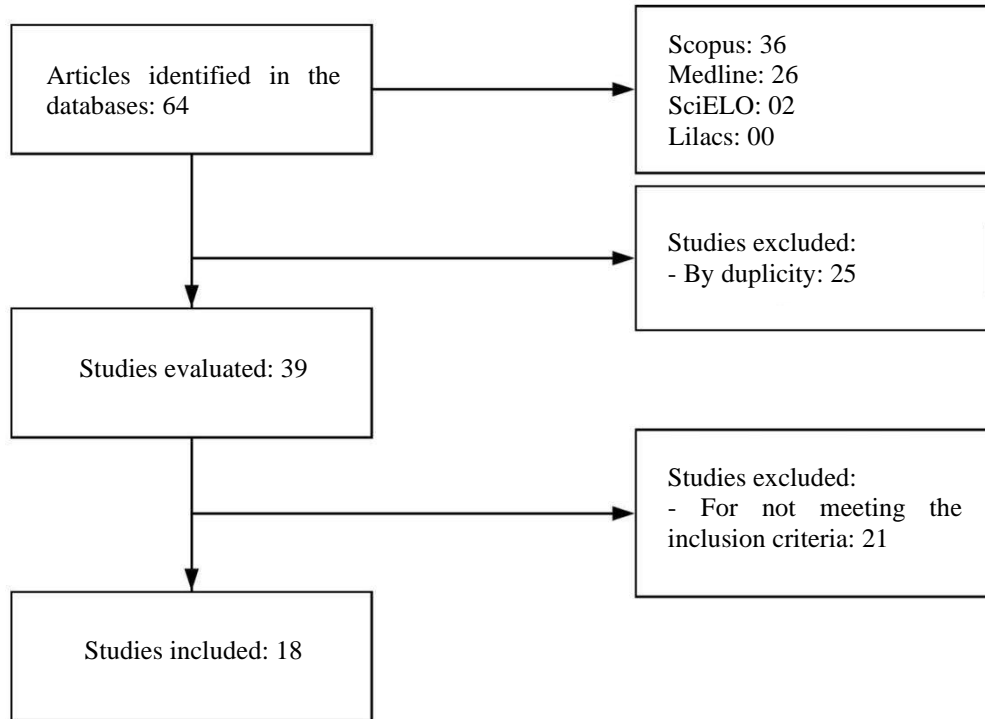 Articles identified in the
databases: 64
Scopus: 36
Medline: 26
SciELO: 02
Lilacs: 00
Studies excluded:
- By duplicity: 25
Studies evaluated: 39
Studies excluded:
- For not meeting the
inclusion criteria: 21
Studies included: 18